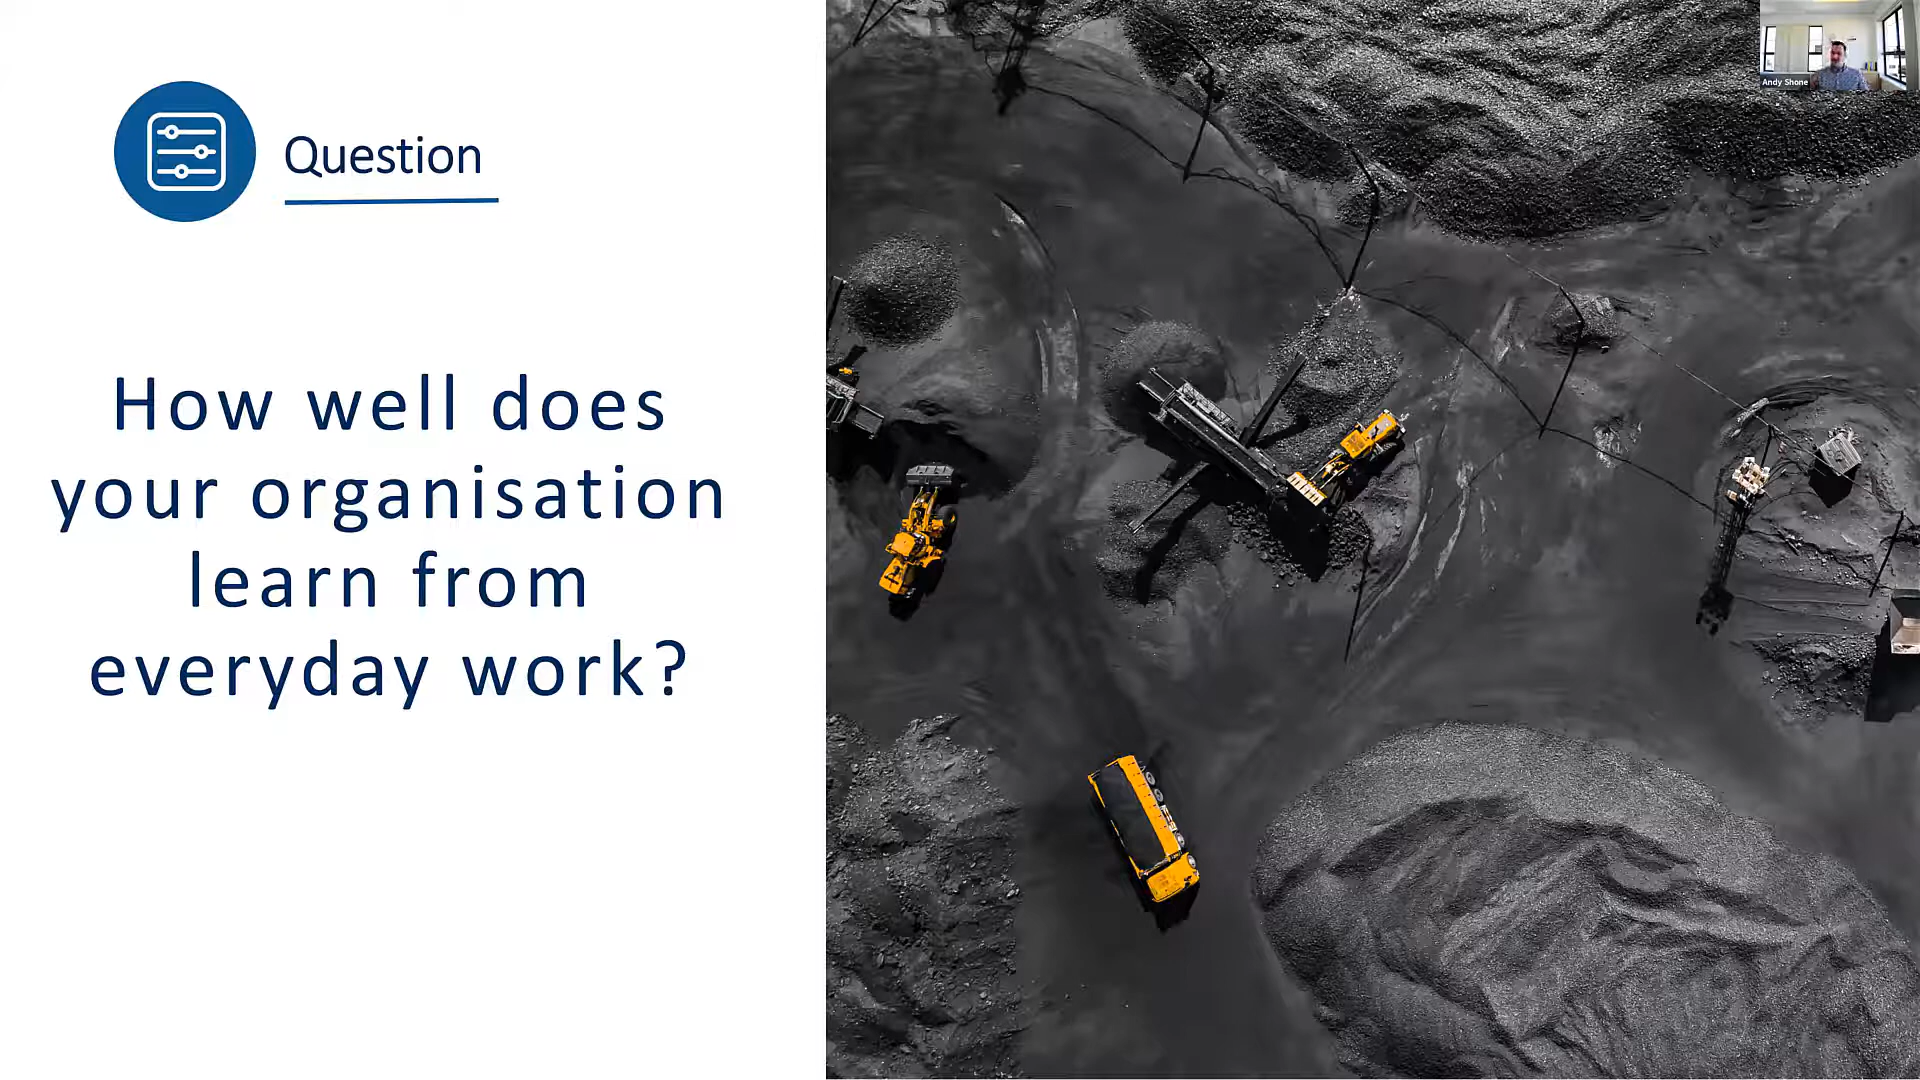 Question
How well does
your organisation
learn from
everyday work?
Andy Shone